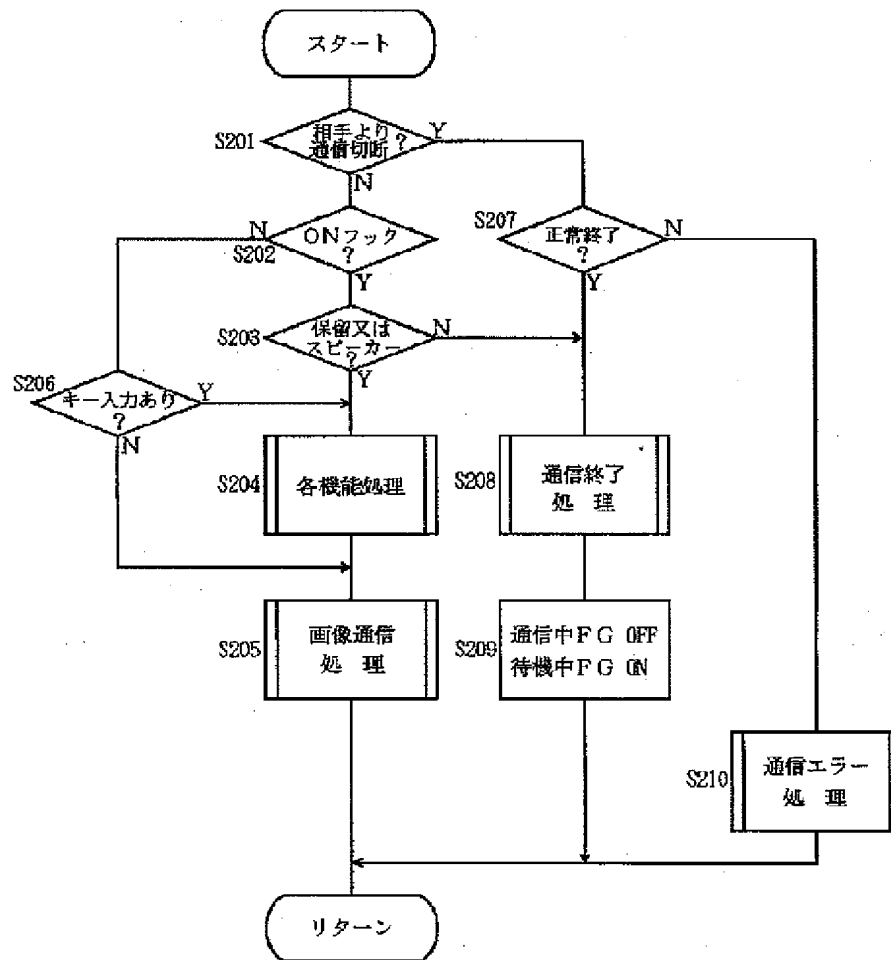 スタート
S201
相手より
通信切断
?
Y
N
N
ONフック
?
S202
Y
S207
正常終了
?
N
Y
S203
保留又は
スピーカー
?
N
Y
S206
キー入力あり
?
Y
N
S204
各機能処理
S208
通信終了
処 理
S205
画像通信
処 理
S209
通信中FG OFF
待機中FG ON
S210
通信エラー
処 理
リターン